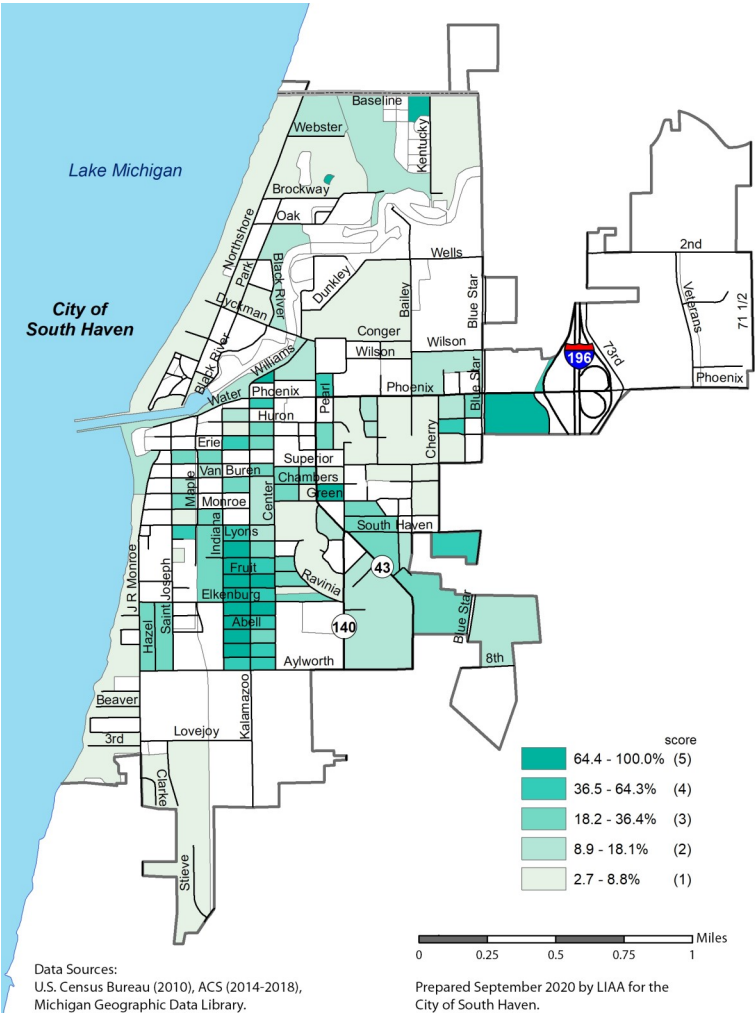 Baseline
Webster
Kentucky
Lake Michigan
Brockway
Oak
Northshore
2nd
Wells
Park
Black River
Dunkley
Bailey
Blue Star
Veterans
71 1/2
City of
South Haven
Dyckman
Conger
Wilson
Wilson
73rd
196
Black River
Williams
Phoenix
Water
Phoenix
Pearl
Phoenix
Blue Star
Huron
Erie
Cherry
Superior
Van Buren
Chambers
Maple
Center
Green
Monroe
Indiana
Lyons
South Haven
Fruit
43
J R Monroe
Saint Joseph
Ravinia
Elkenburg
Hazel
Abell
140
Blue Star
Aylworth
8th
Beaver
Kalamazoo
3rd
Lovejoy
Clarke
Stieve
score
64.4 - 100.0% (5)
36.5 - 64.3% (4)
18.2 - 36.4% (3)
8.9 - 18.1% (2)
2.7 - 8.8% (1)
Miles
0 0.25 0.5 0.75 1
Data Sources:
U.S. Census Bureau (2010), ACS (2014-2018),
Michigan Geographic Data Library.
Prepared September 2020 by LIAA for the
City of South Haven.